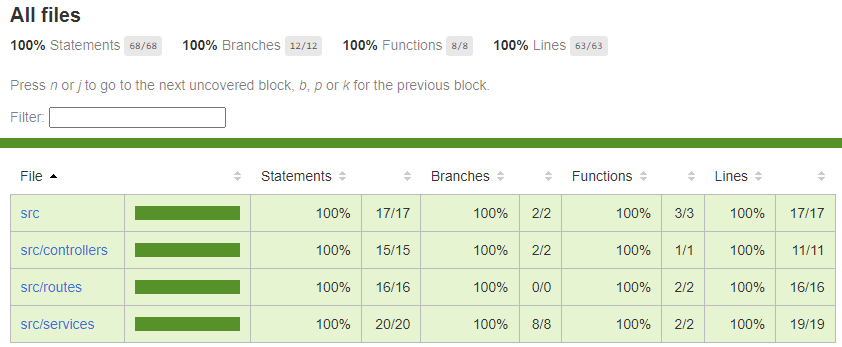 All files
100% Statements 68/68 100% Branches 12/12 100% Functions 8/8 100% Lines 63/63
Press n or j to go to the next uncovered block, b, p or k for the previous block.
Filter:
File Statements Branches Functions Lines
src 100% 17/17 100% 2/2 100% 3/3 100% 17/17
src/controllers 100% 15/15 100% 2/2 100% 1/1 100% 11/11
src/routes 100% 16/16 100% 0/0 100% 2/2 100% 16/16
src/services 100% 20/20 100% 8/8 100% 2/2 100% 19/19